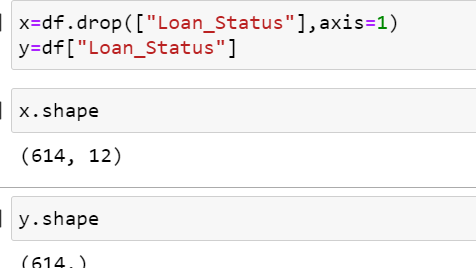 x=df.drop(["Loan_Status"],axis=1)
y=df["Loan_Status"]
x.shape
(614, 12)
y.shape
(614,)